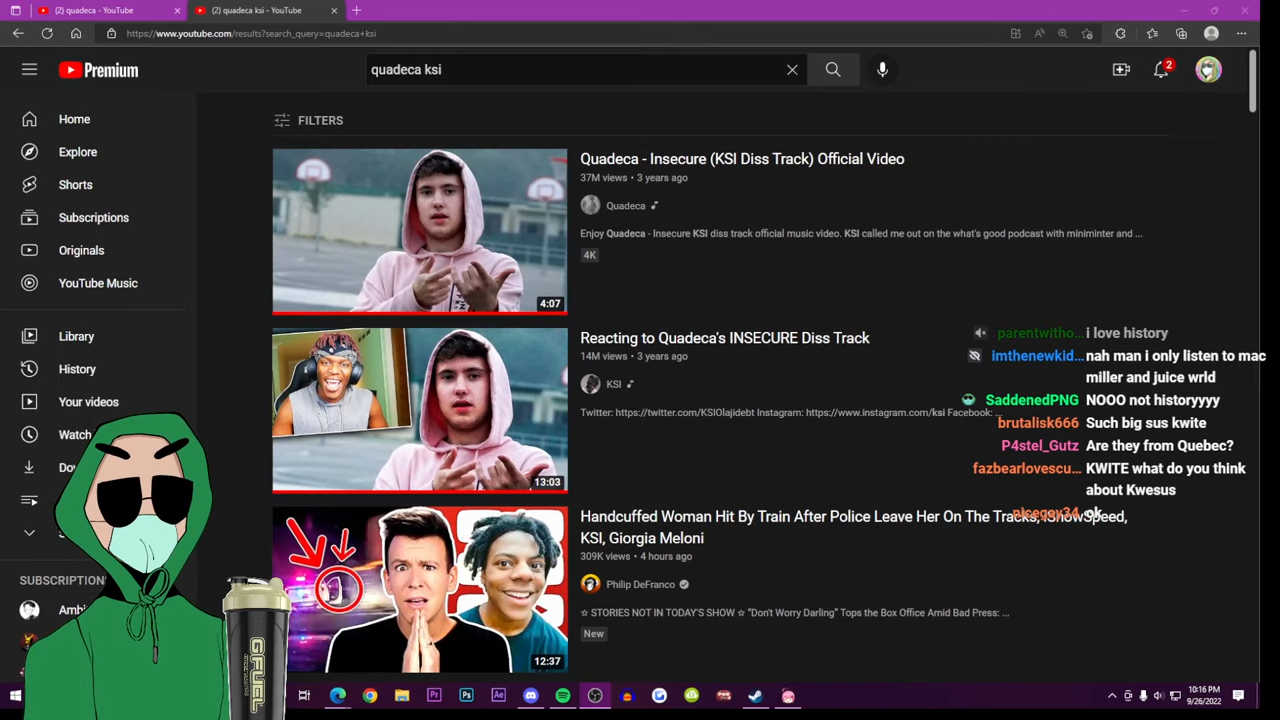 (2) quadeca - YouTube
(2) quadeca ksi - YouTube
https://www.youtube.com/results?search_query=quadeca+ksi
Premium
quadeca ksi
2
Home
Explore
Shorts
Subscriptions
Originals
YouTube Music
Library
History
Your videos
Watch
SUBSCRIPTION
FILTERS
4:07
Quadeca - Insecure (KSI Diss Track) Official Video
37M views • 3 years ago
Quadeca
Enjoy Quadeca - Insecure KSI diss track official music video. KSI called me out on the what's good podcast with miniminter and ...
4K
13:03
Reacting to Quadeca's INSECURE Diss Track
14M views • 3 years ago
KSI
Twitter: https://twitter.com/KSIOlajidebt Instagram: https://www.instagram.com/ksi Facebook: ...
12:37
Handcuffed Woman Hit By Train After Police Leave Her On The Tracks, IShowSpeed,
KSI, Giorgia Meloni
309K views • 4 hours ago
Philip DeFranco
☆ STORIES NOT IN TODAY'S SHOW ☆ "Don't Worry Darling" Tops the Box Office Amid Bad Press: ...
New
parentwitho... i love history
imthenewkid... nah man i only listen to mac
miller and juice wrld
SaddenedPNG NOOO not historyyyy
brutalisk666 Such big sus kwite
P4stel_Gutz Are they from Quebec?
fazbearlovescu... KWITE what do you think
about Kwesus
ok
GFUEL
Pr
Ps
Ae
10:16 PM
9/26/2022